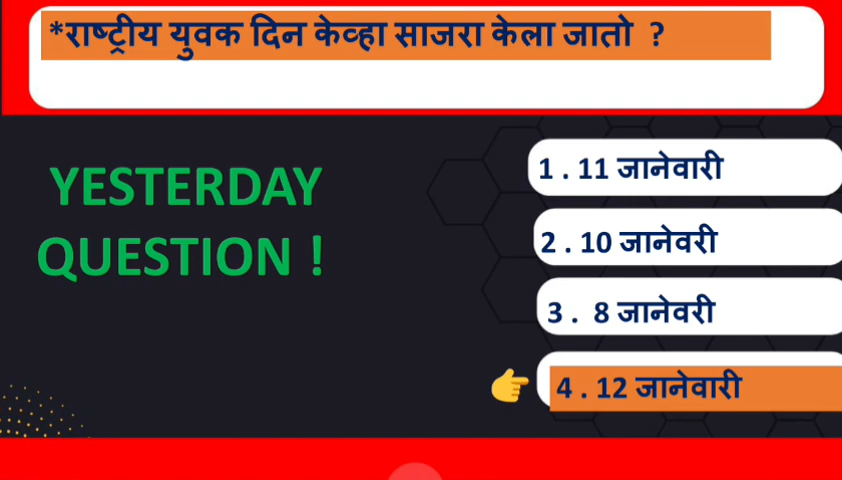 *राष्ट्रीय युवक दिन केव्हा साजरा केला जातो ?
YESTERDAY
QUESTION !
1 . 11 जानेवारी
2 . 10 जानेवरी
3 . 8 जानेवरी
4 . 12 जानेवारी